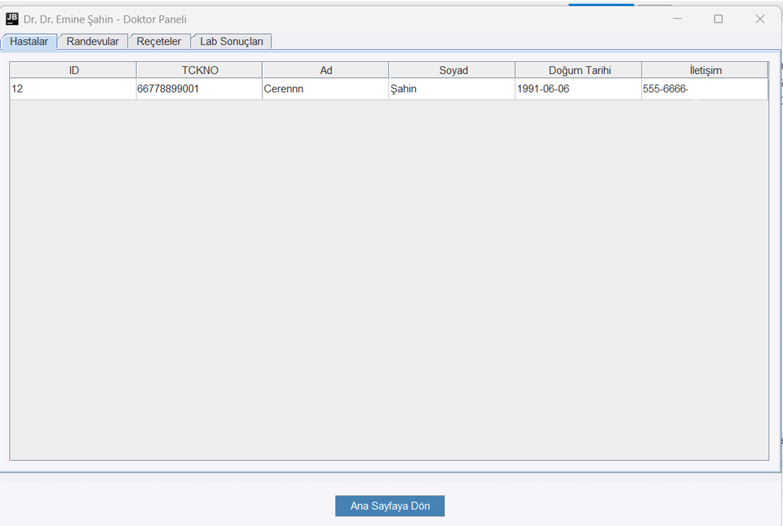 JB Dr. Dr. Emine Şahin - Doktor Paneli
Hastalar Randevular Reçeteler Lab Sonuçları
ID TCKNO Ad Soyad Doğum Tarihi İletişim
12 66778899001 Cerennn Şahin 1991-06-06 555-6666-
Ana Sayfaya Dön